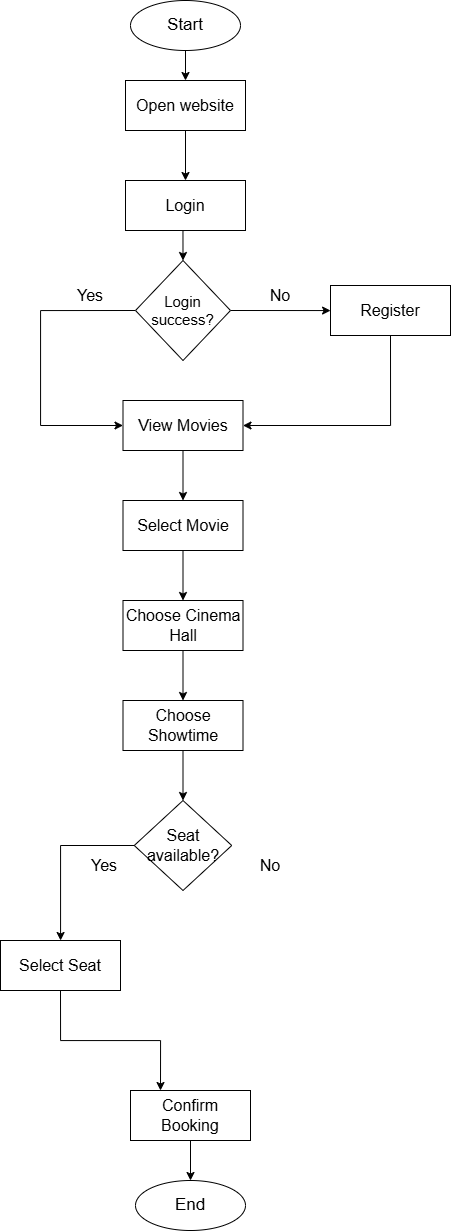 Start
Open website
Login
Yes
Login
success?
No
Register
View Movies
Select Movie
Choose Cinema
Hall
Choose
Showtime
Seat
available?
Yes
No
Select Seat
Confirm
Booking
End